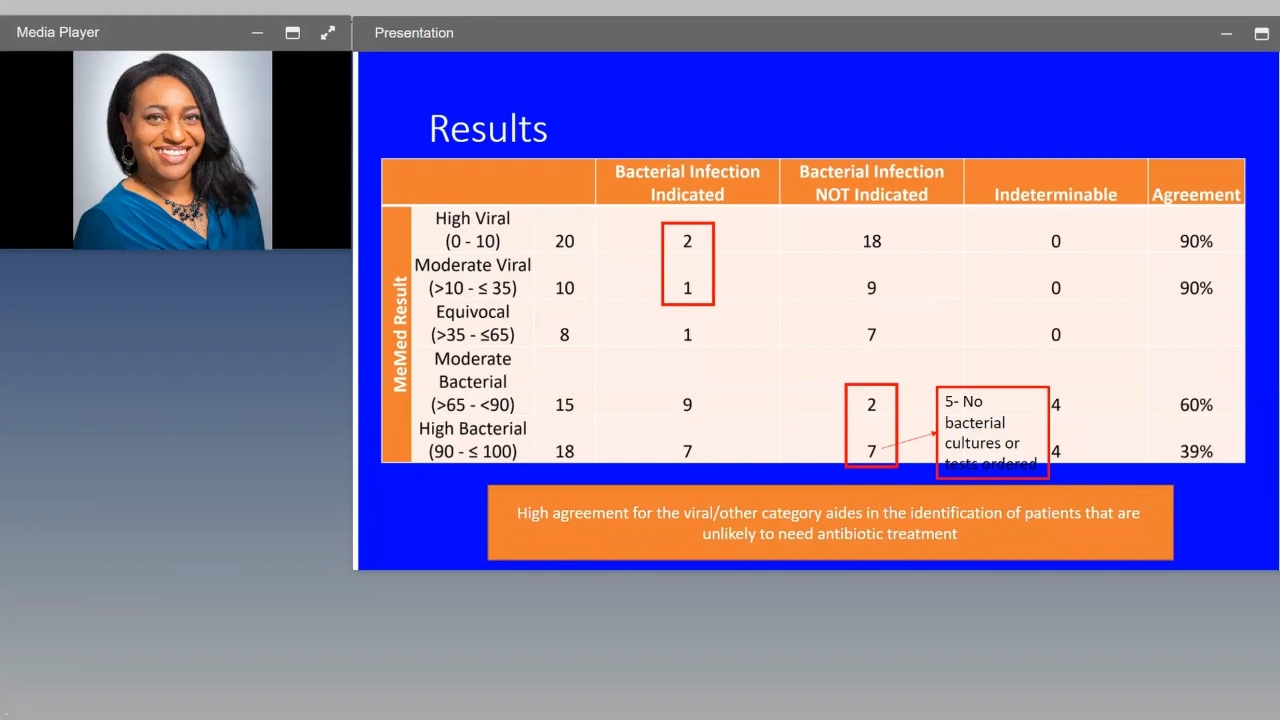 Media Player
Presentation
Results
Bacterial Infection Indicated
Bacterial Infection NOT Indicated
Indeterminable
Agreement
MeMed Result
High Viral
(0 - 10) 20 2 18 0 90%
Moderate Viral
(>10 - ≤ 35) 10 1 9 0 90%
Equivocal
(>35 - ≤65) 8 1 7 0
Moderate
Bacterial
(>65 - <90) 15 9 2 4 60%
High Bacterial
(90 - ≤ 100) 18 7 7 4 39%
5- No
bacterial
cultures or
tests ordered
High agreement for the viral/other category aides in the identification of patients that are
unlikely to need antibiotic treatment